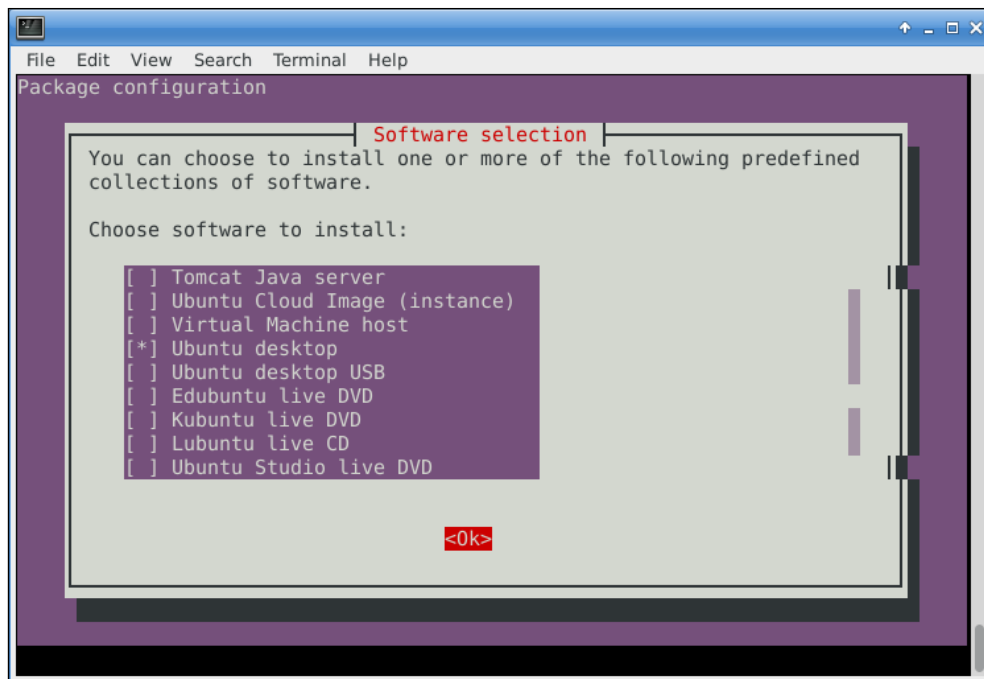 File Edit View Search Terminal Help
Package configuration
Software selection
You can choose to install one or more of the following predefined
collections of software.
Choose software to install:
[ ] Tomcat Java server
[ ] Ubuntu Cloud Image (instance)
[ ] Virtual Machine host
[*] Ubuntu desktop
[ ] Ubuntu desktop USB
[ ] Edubuntu live DVD
[ ] Kubuntu live DVD
[ ] Lubuntu live CD
[ ] Ubuntu Studio live DVD
<Ok>